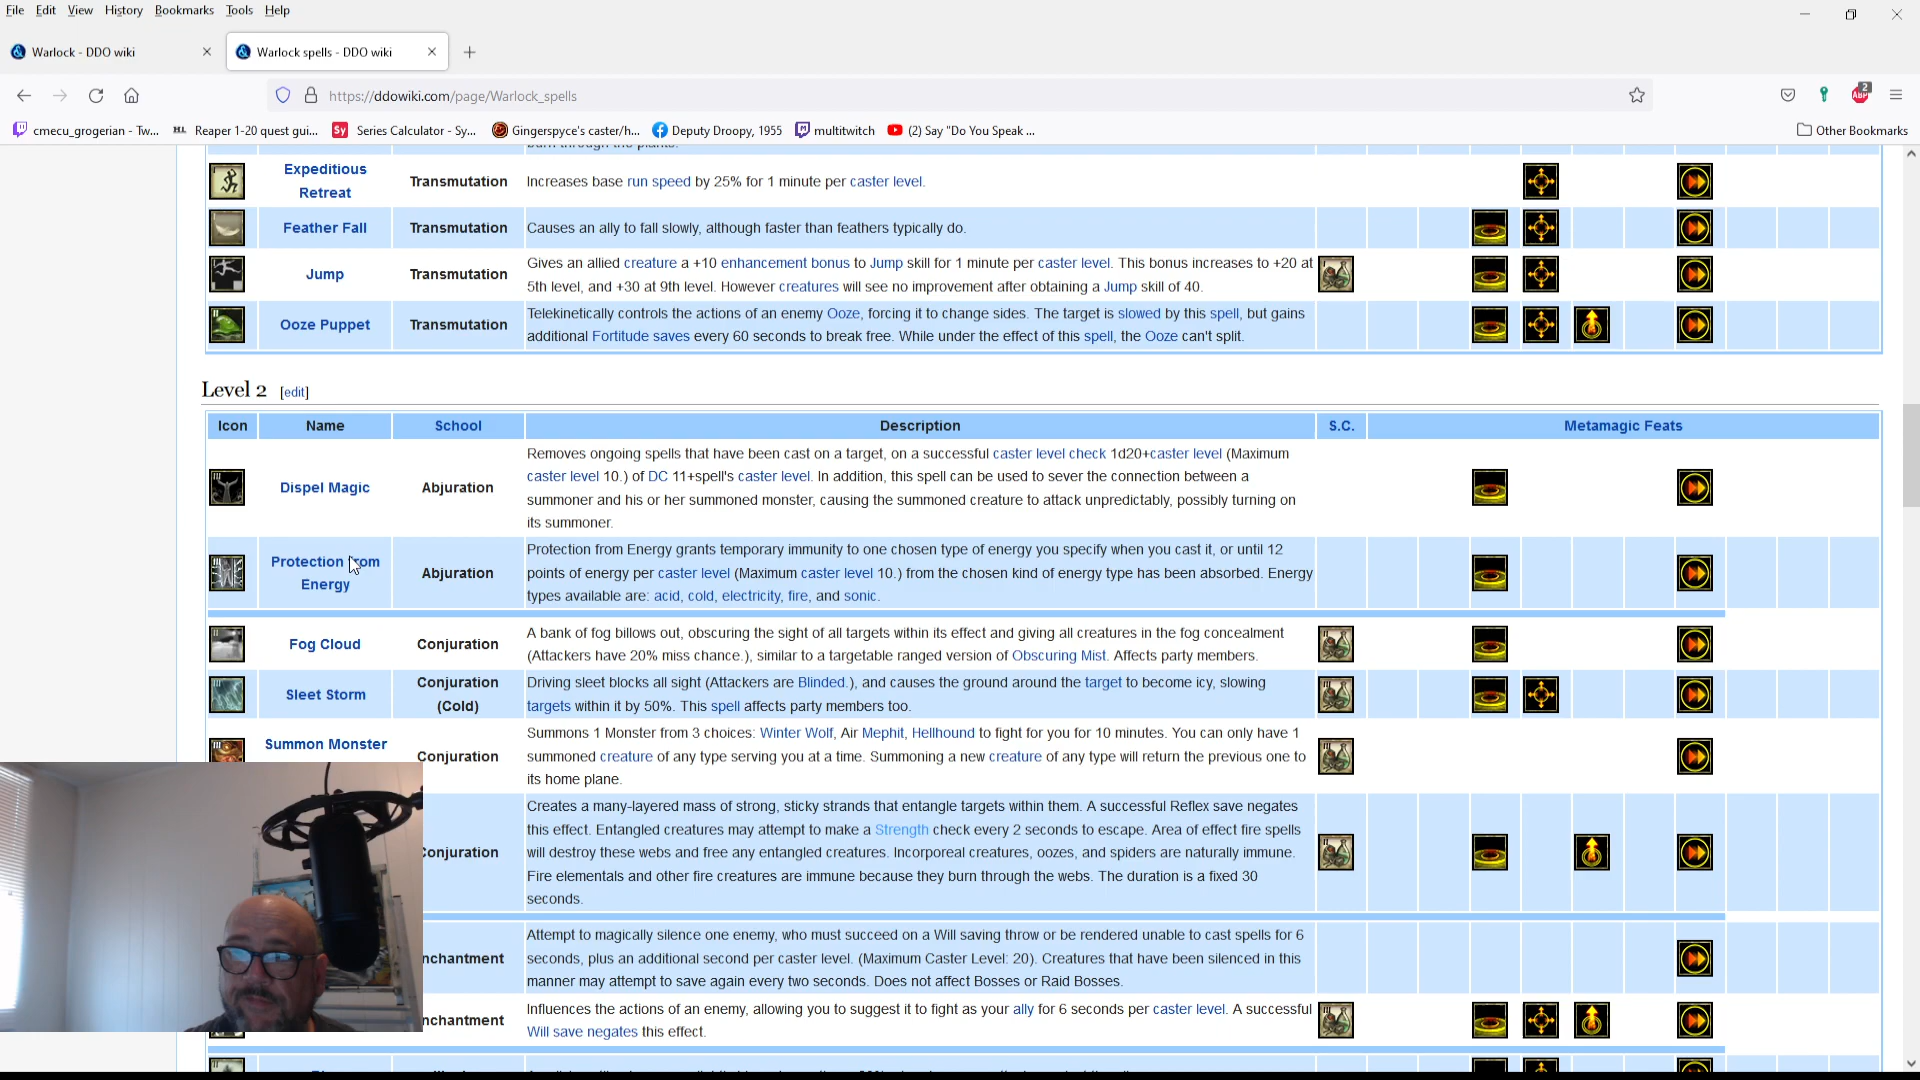 File Edit View History Bookmarks Tools Help
Warlock - DDO wiki
Warlock spells - DDO wiki
https://ddowiki.com/page/Warlock_spells
cmecu_grogerian - Tw...
Reaper 1-20 quest gui...
Series Calculator - Sy...
Gingerspyce's caster/h...
Deputy Droopy, 1955
multitwitch
(2) Say "Do You Speak ...
Other Bookmarks
burn through the plants.
Expeditious
Retreat
Transmutation
Increases base run speed by 25% for 1 minute per caster level.
Feather Fall
Transmutation
Causes an ally to fall slowly, although faster than feathers typically do.
Jump
Transmutation
Gives an allied creature a +10 enhancement bonus to Jump skill for 1 minute per caster level. This bonus increases to +20 at
5th level, and +30 at 9th level. However creatures will see no improvement after obtaining a Jump skill of 40.
Ooze Puppet
Transmutation
Telekinetically controls the actions of an enemy Ooze, forcing it to change sides. The target is slowed by this spell, but gains
additional Fortitude saves every 60 seconds to break free. While under the effect of this spell, the Ooze can't split.
Level 2 [edit]
Icon Name School Description S.C. Metamagic Feats
Dispel Magic
Abjuration
Removes ongoing spells that have been cast on a target, on a successful caster level check 1d20+caster level (Maximum
caster level 10.) of DC 11+spell's caster level. In addition, this spell can be used to sever the connection between a
summoner and his or her summoned monster, causing the summoned creature to attack unpredictably, possibly turning on
its summoner.
Protection from
Energy
Abjuration
Protection from Energy grants temporary immunity to one chosen type of energy you specify when you cast it, or until 12
points of energy per caster level (Maximum caster level 10.) from the chosen kind of energy type has been absorbed. Energy
types available are: acid, cold, electricity, fire, and sonic.
Fog Cloud
Conjuration
A bank of fog billows out, obscuring the sight of all targets within its effect and giving all creatures in the fog concealment
(Attackers have 20% miss chance.), similar to a targetable ranged version of Obscuring Mist. Affects party members.
Sleet Storm
Conjuration
(Cold)
Driving sleet blocks all sight (Attackers are Blinded.), and causes the ground around the target to become icy, slowing
targets within it by 50%. This spell affects party members too.
Summon Monster
Conjuration
Summons 1 Monster from 3 choices: Winter Wolf, Air Mephit, Hellhound to fight for you for 10 minutes. You can only have 1
summoned creature of any type serving you at a time. Summoning a new creature of any type will return the previous one to
its home plane.
Conjuration
Creates a many-layered mass of strong, sticky strands that entangle targets within them. A successful Reflex save negates
this effect. Entangled creatures may attempt to make a Strength check every 2 seconds to escape. Area of effect fire spells
will destroy these webs and free any entangled creatures. Incorporeal creatures, oozes, and spiders are naturally immune.
Fire elementals and other fire creatures are immune because they burn through the webs. The duration is a fixed 30
seconds.
nchantment
Attempt to magically silence one enemy, who must succeed on a Will saving throw or be rendered unable to cast spells for 6
seconds, plus an additional second per caster level. (Maximum Caster Level: 20). Creatures that have been silenced in this
manner may attempt to save again every two seconds. Does not affect Bosses or Raid Bosses.
nchantment
Influences the actions of an enemy, allowing you to suggest it to fight as your ally for 6 seconds per caster level. A successful
Will save negates this effect.